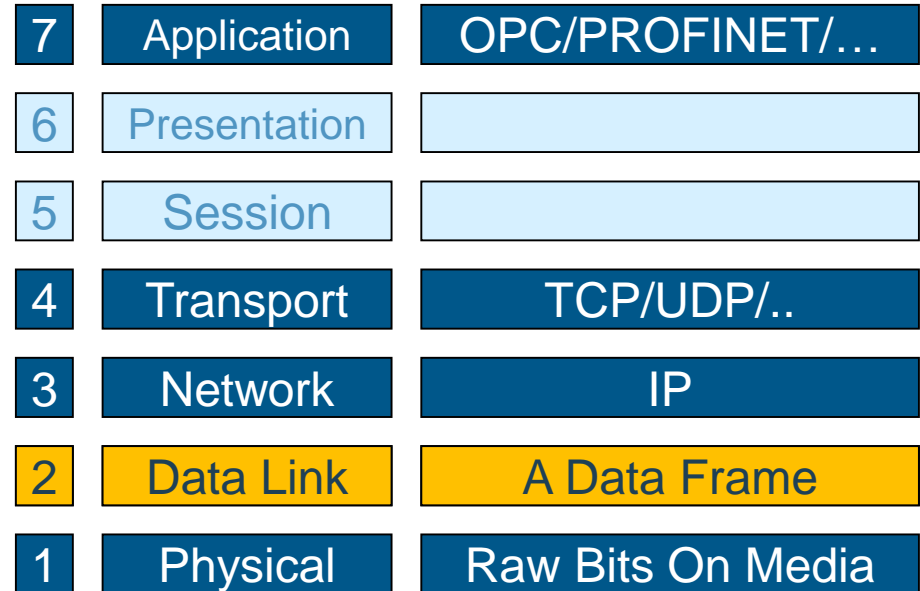 7 Application OPC/PROFINET/…
6 Presentation
5 Session
4 Transport TCP/UDP/..
3 Network IP
2 Data Link A Data Frame
1 Physical Raw Bits On Media